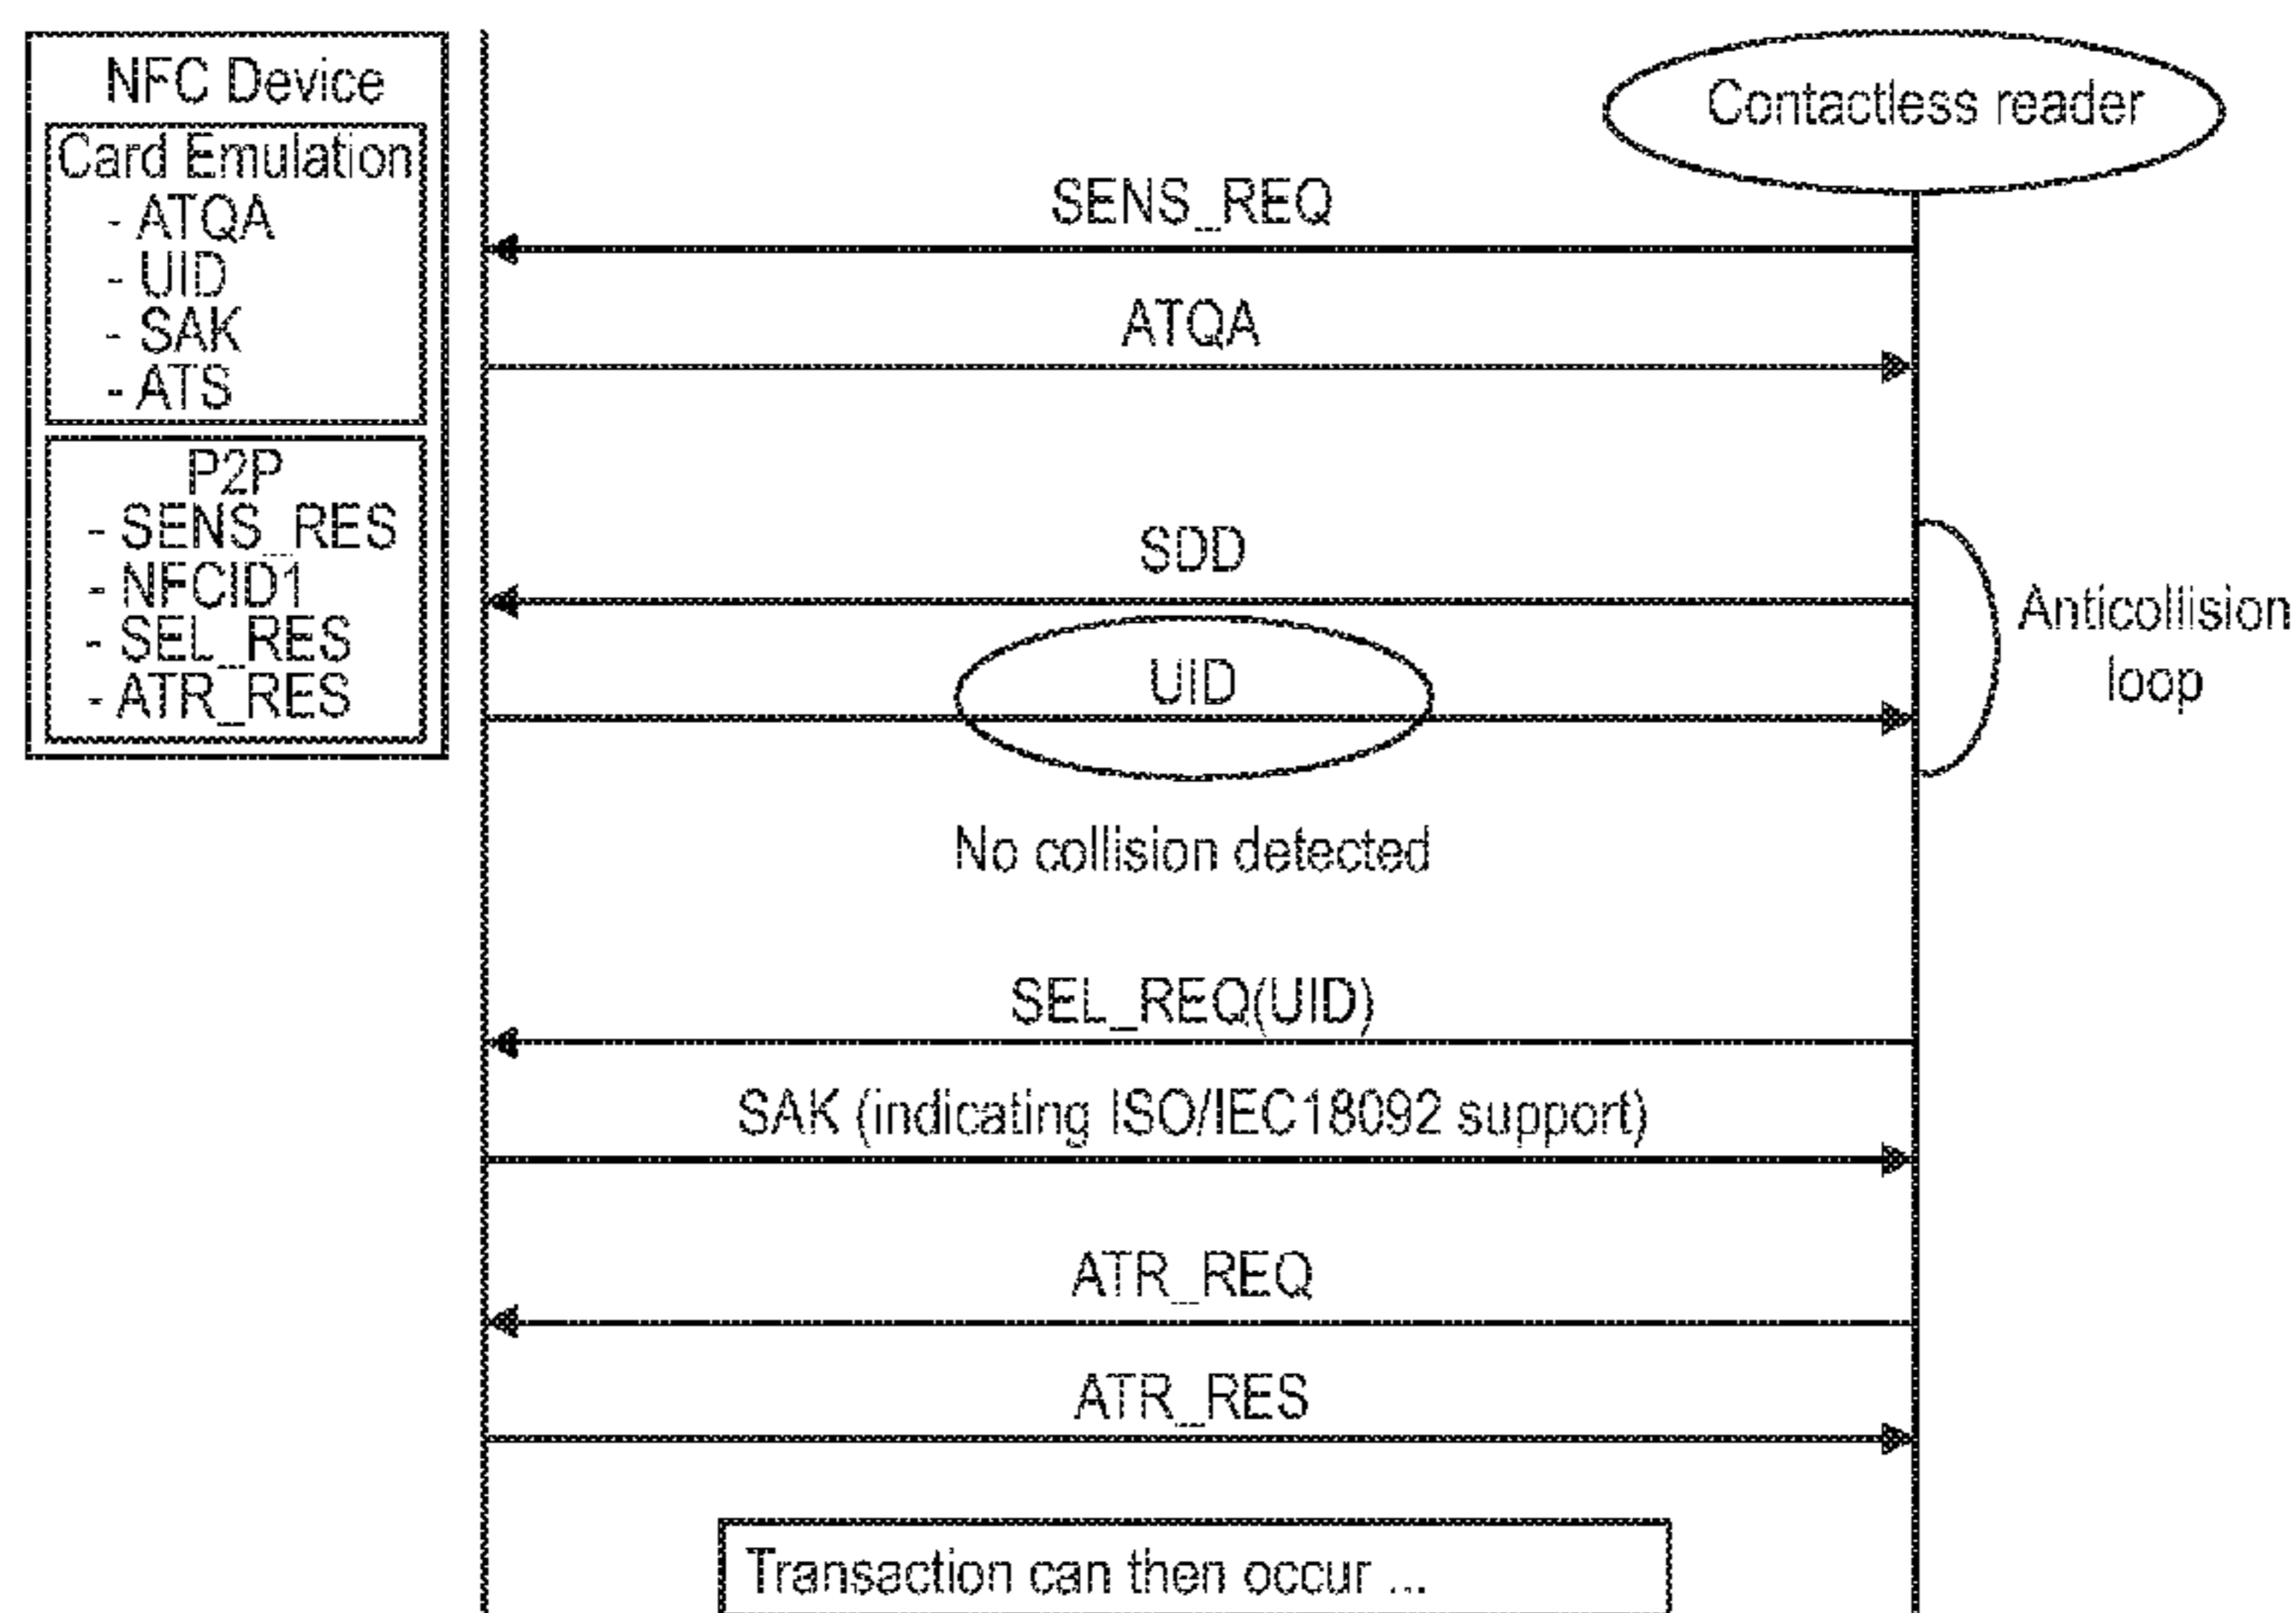 NFC Device
Card Emulation
- ATQA
- UID
- SAK
- ATS
P2P
- SENS_RES
- NFCID1
- SEL_RES
- ATR_RES
Contactless reader
SENS_REQ
ATQA
SDD
UID
Anticollision
loop
No collision detected
SEL_REQ(UID)
SAK (indicating ISO/IEC18092 support)
ATR_REQ
ATR_RES
Transaction can then occur ...